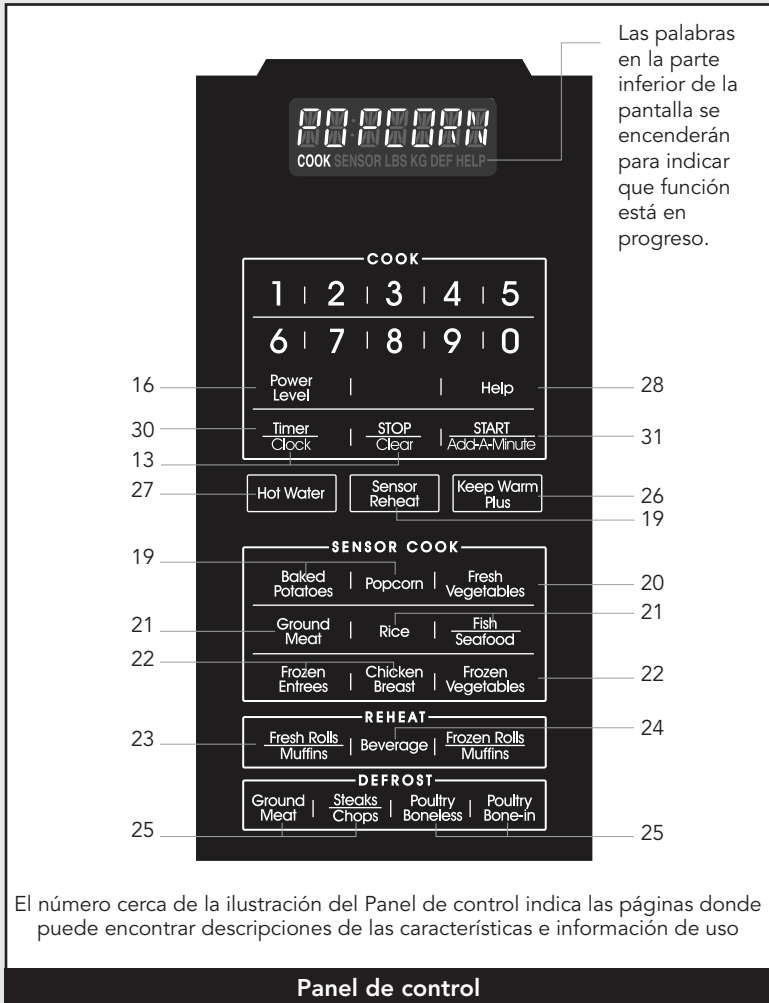 Las palabras
en la parte
inferior de la
pantalla se
encenderán
para indicar
que función
está en
progreso.
POPCORN
COOK SENSOR LBS KG DEF HELP
COOK
1 2 3 4 5
6 7 8 9 0
16 Power Level Help 28
30 Timer Clock STOP Clear START Add-A-Minute 31
13
27 Hot Water Sensor Reheat Keep Warm Plus 26
19
SENSOR COOK
19 Baked Potatoes Popcorn Fresh Vegetables 20
21 Ground Meat Rice Fish Seafood 21
22 Frozen Entrees Chicken Breast Frozen Vegetables 22
REHEAT
23 Fresh Rolls Muffins Beverage Frozen Rolls Muffins 24
DEFROST
25 Ground Meat Steaks Chops Poultry Boneless Poultry Bone-in 25
El número cerca de la ilustración del Panel de control indica las páginas donde
puede encontrar descripciones de las características e información de uso
Panel de control